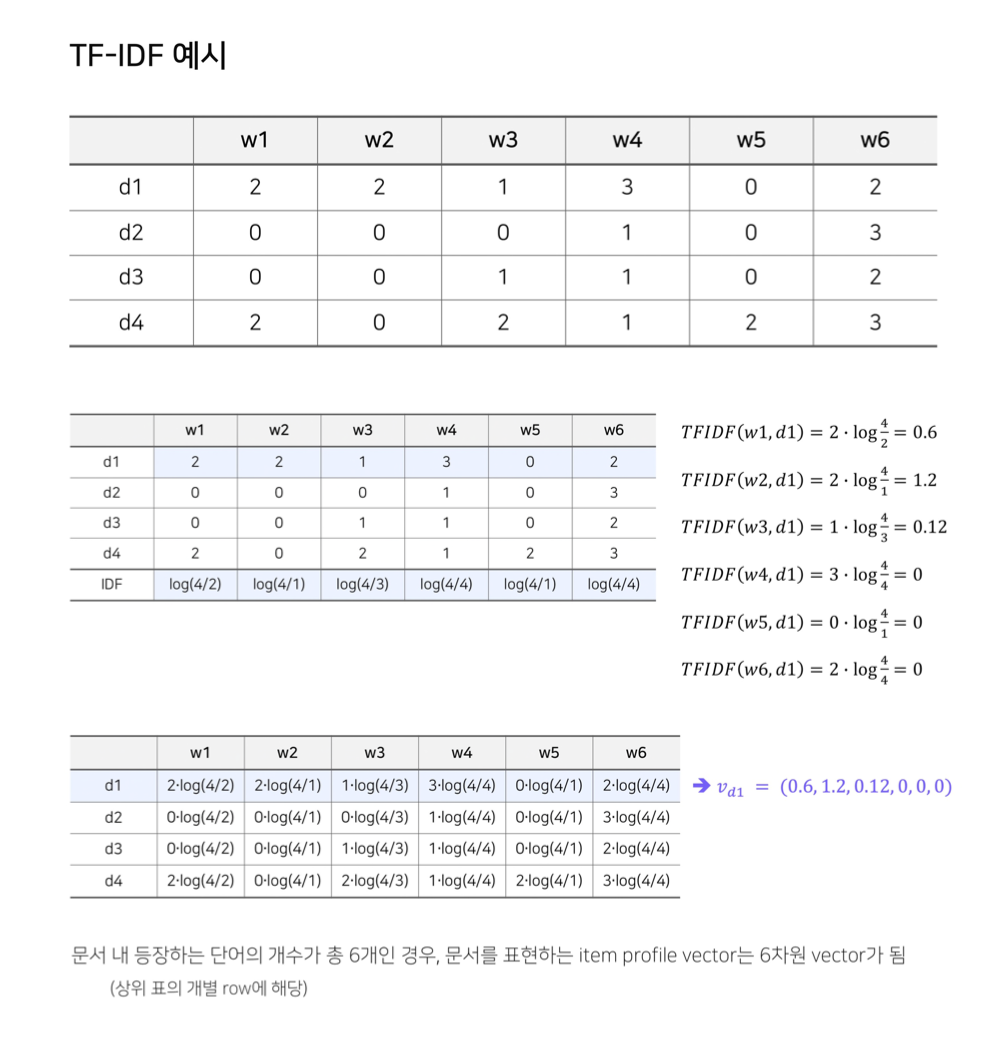 TF-IDF 예시
w1 w2 w3 w4 w5 w6
d1 2 2 1 3 0 2
d2 0 0 0 1 0 3
d3 0 0 1 1 0 2
d4 2 0 2 1 2 3
w1 w2 w3 w4 w5 w6
d1 2 2 1 3 0 2
d2 0 0 0 1 0 3
d3 0 0 1 1 0 2
d4 2 0 2 1 2 3
IDF log(4/2) log(4/1) log(4/3) log(4/4) log(4/1) log(4/4)
TFIDF(w1, d1) = 2 · log 4/2 = 0.6
TFIDF(w2, d1) = 2 · log 4/1 = 1.2
TFIDF(w3, d1) = 1 · log 4/3 = 0.12
TFIDF(w4, d1) = 3 · log 4/4 = 0
TFIDF(w5, d1) = 0 · log 4/1 = 0
TFIDF(w6, d1) = 2 · log 4/4 = 0
w1 w2 w3 w4 w5 w6
d1 2·log(4/2) 2·log(4/1) 1·log(4/3) 3·log(4/4) 0·log(4/1) 2·log(4/4) ➔ v_d1 = (0.6, 1.2, 0.12, 0, 0, 0)
d2 0·log(4/2) 0·log(4/1) 0·log(4/3) 1·log(4/4) 0·log(4/1) 3·log(4/4)
d3 0·log(4/2) 0·log(4/1) 1·log(4/3) 1·log(4/4) 0·log(4/1) 2·log(4/4)
d4 2·log(4/2) 0·log(4/1) 2·log(4/3) 1·log(4/4) 2·log(4/1) 3·log(4/4)
문서 내 등장하는 단어의 개수가 총 6개인 경우, 문서를 표현하는 item profile vector는 6차원 vector가 됨
(상위 표의 개별 row에 해당)